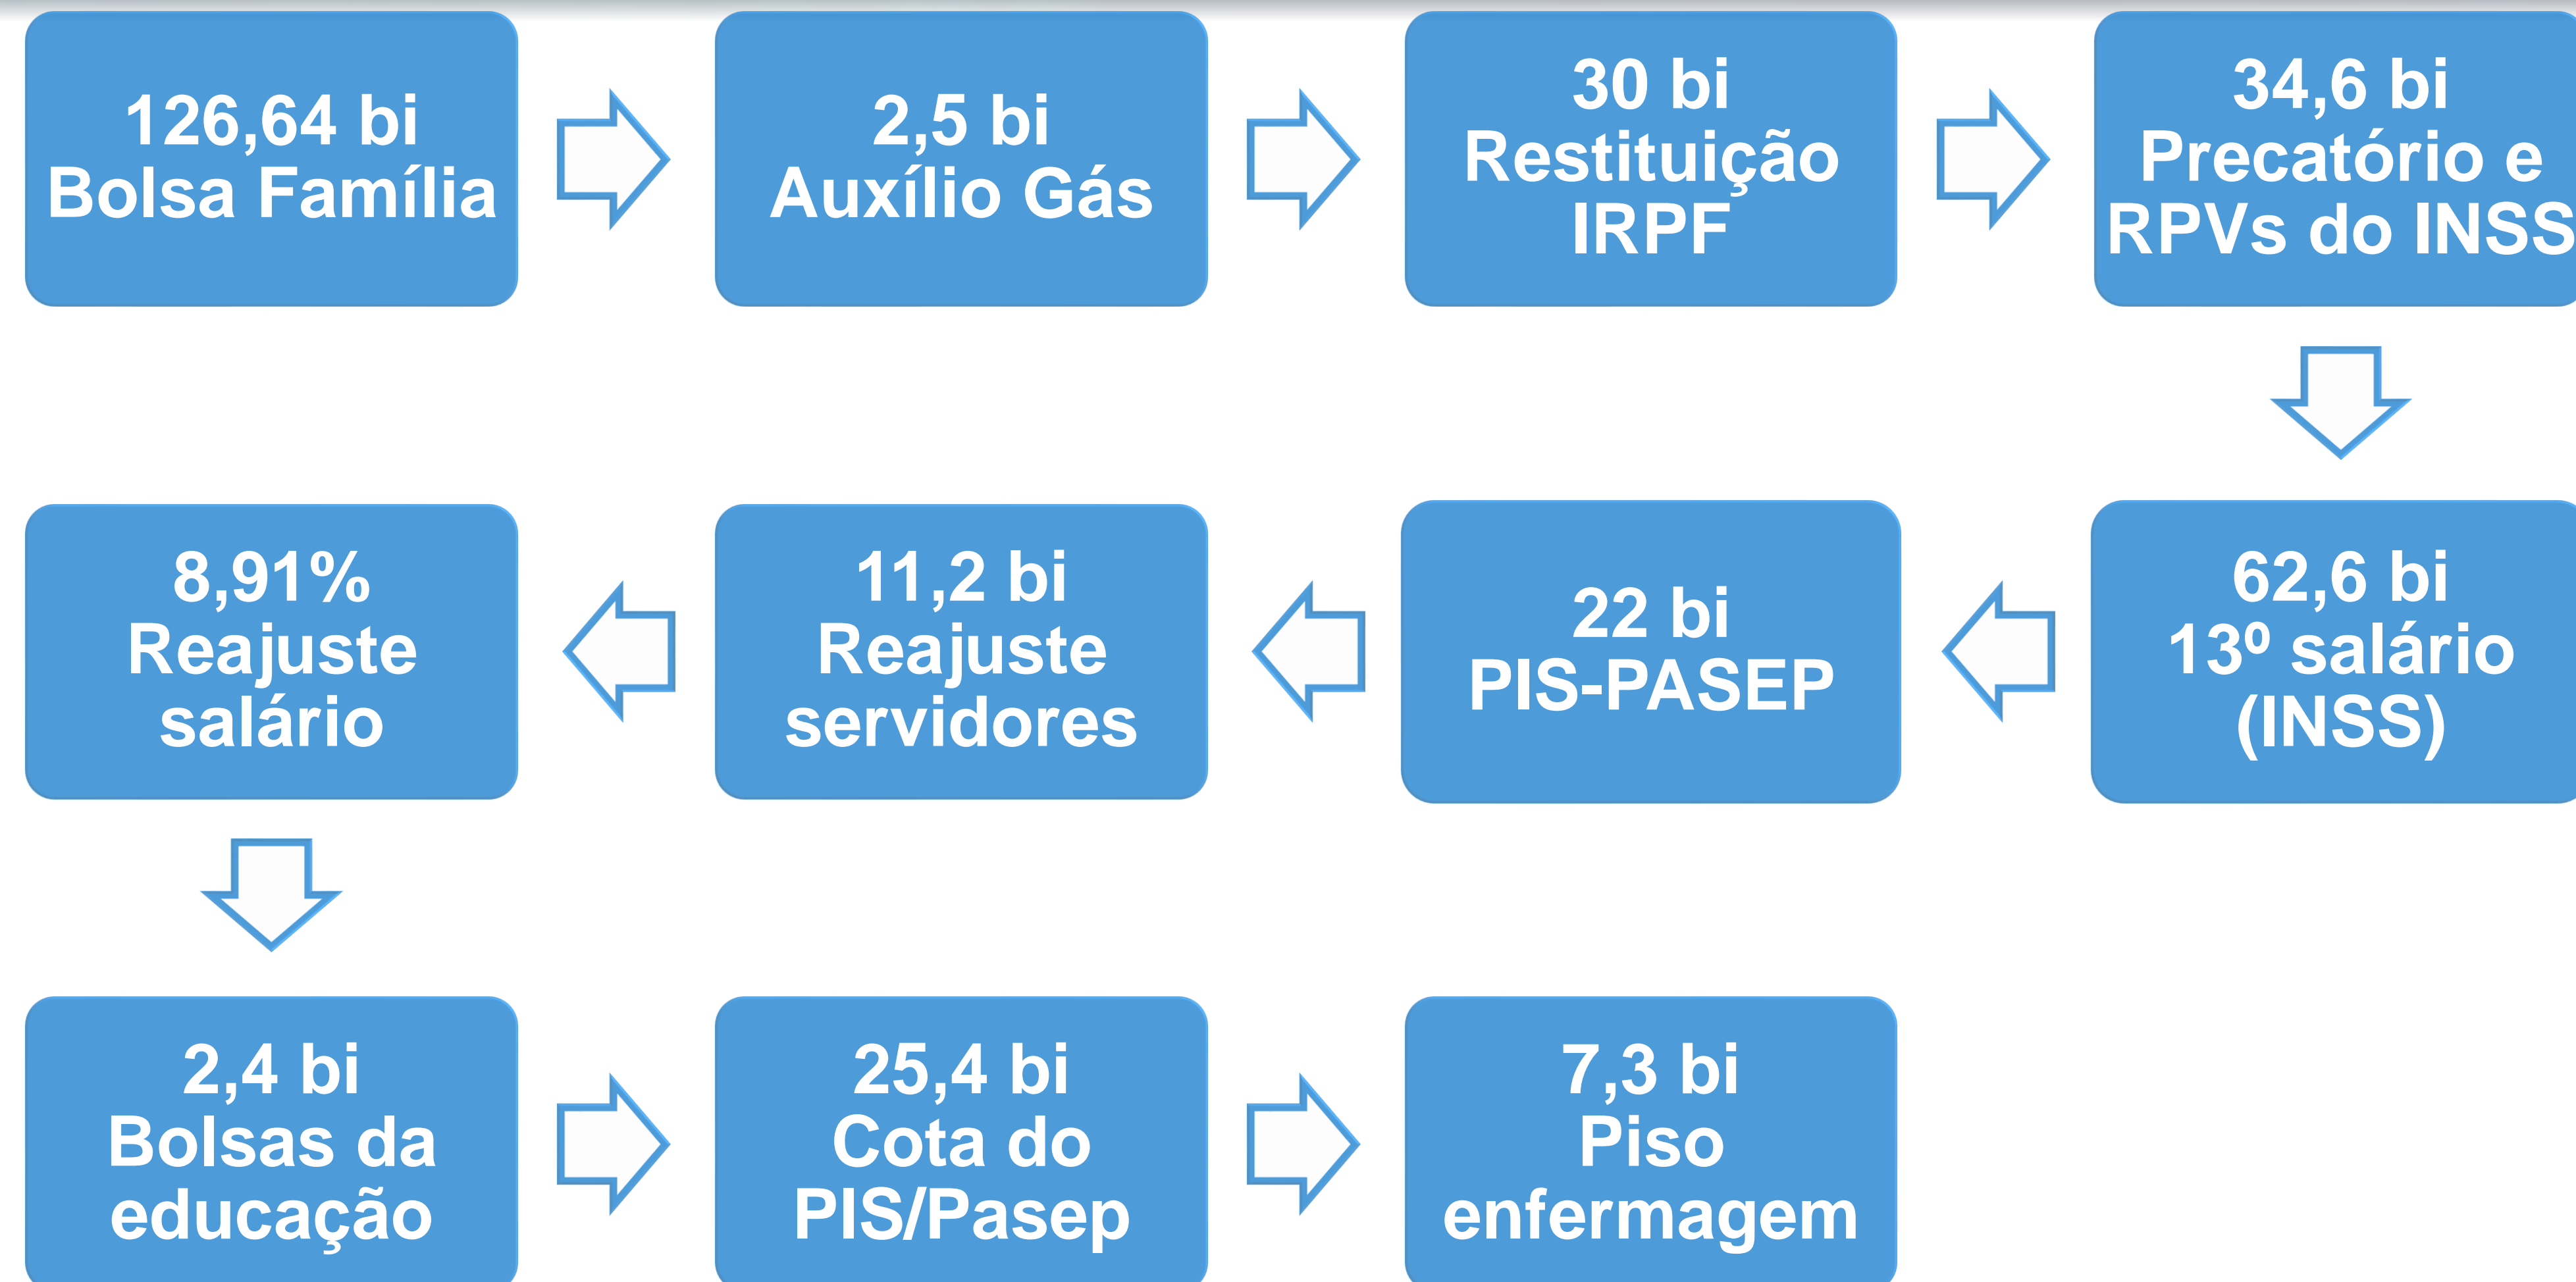 126,64 bi
Bolsa Família
2,5 bi
Auxílio Gás
30 bi
Restituição
IRPF
34,6 bi
Precatório e
RPVs do INSS
62,6 bi
13º salário
(INSS)
22 bi
PIS-PASEP
11,2 bi
Reajuste
servidores
8,91%
Reajuste
salário
2,4 bi
Bolsas da
educação
25,4 bi
Cota do
PIS/Pasep
7,3 bi
Piso
enfermagem